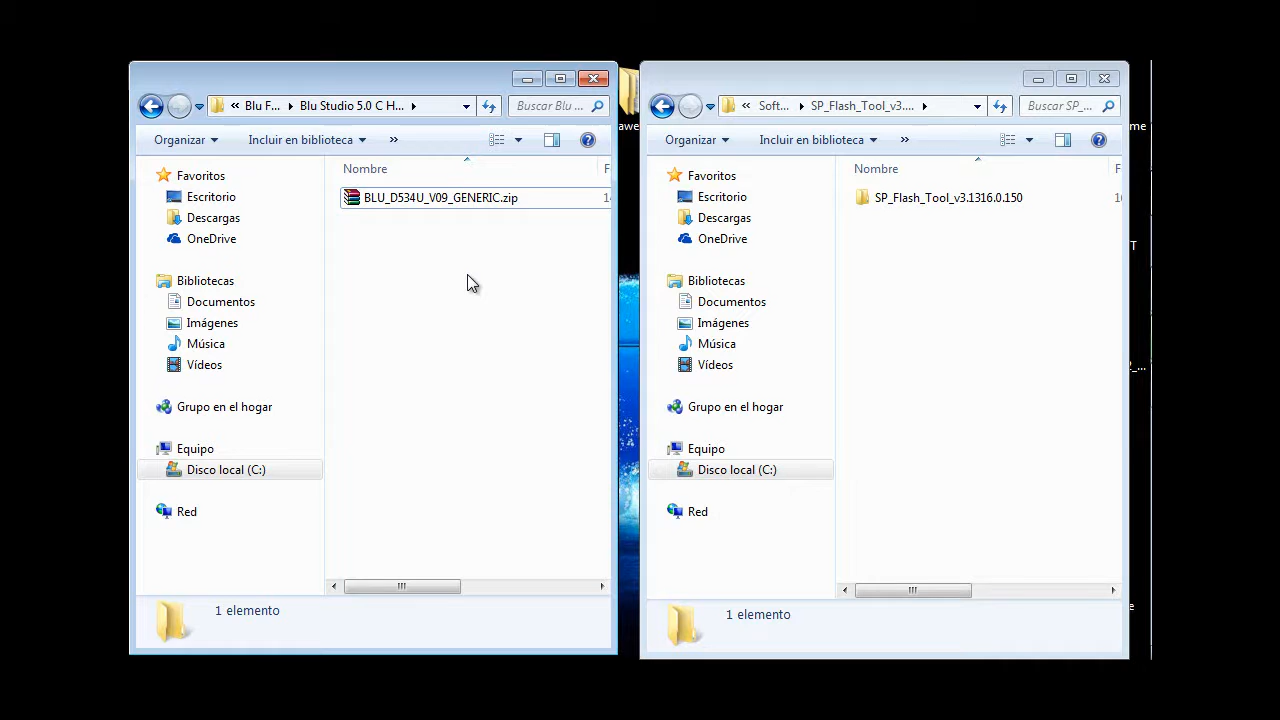 Blu F...
Blu Studio 5.0 C H...
Buscar Blu ...
Organizar
Incluir en biblioteca
»
Nombre
F
Favoritos
Escritorio
Descargas
OneDrive
BLU_D534U_V09_GENERIC.zip
Bibliotecas
Documentos
Imágenes
Música
Vídeos
Grupo en el hogar
Equipo
Disco local (C:)
Red
1 elemento
Soft...
SP_Flash_Tool_v3....
Buscar SP_...
Organizar
Incluir en biblioteca
»
Nombre
F
Favoritos
Escritorio
Descargas
OneDrive
SP_Flash_Tool_v3.1316.0.150
Bibliotecas
Documentos
Imágenes
Música
Vídeos
Grupo en el hogar
Equipo
Disco local (C:)
Red
1 elemento